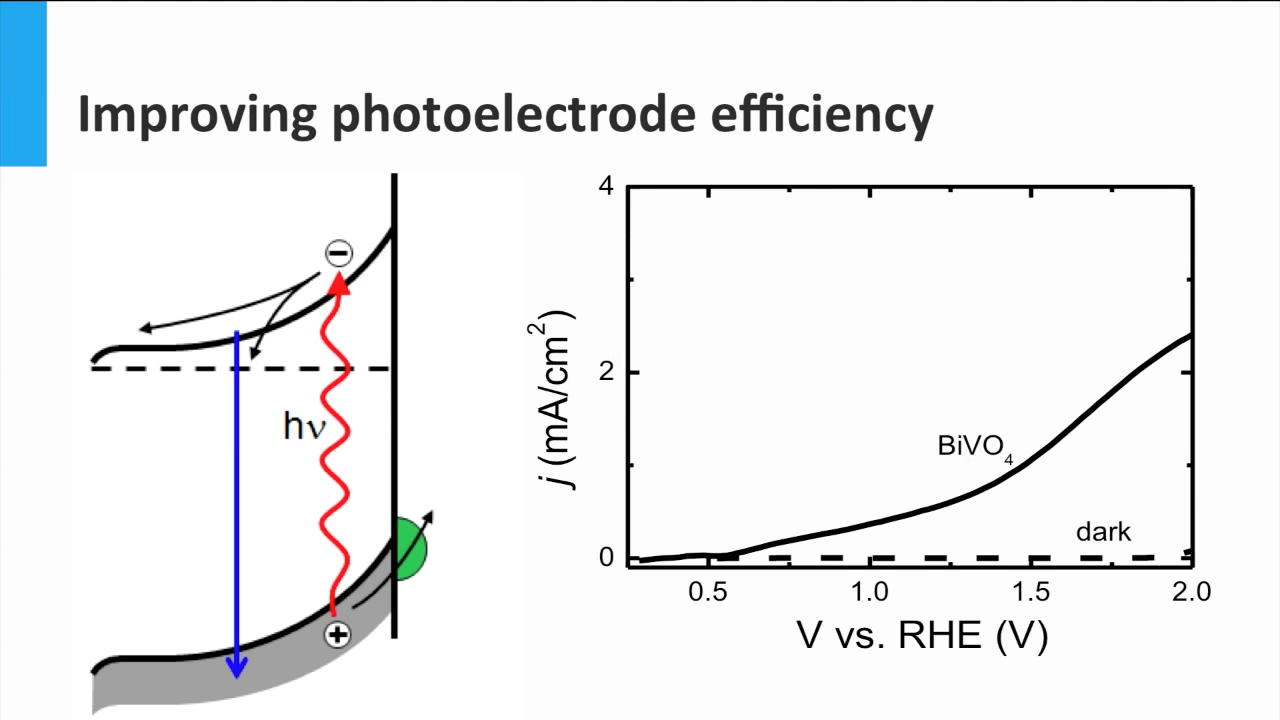 Improving photoelectrode efficiency
−
hν
+
4
2
0
j (mA/cm²)
BiVO₄
dark
0.5 1.0 1.5 2.0
V vs. RHE (V)